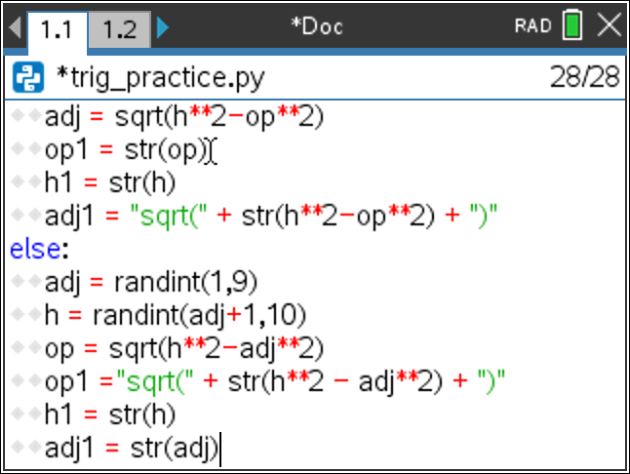 1.1 1.2 *Doc RAD
*trig_practice.py 28/28
adj = sqrt(h**2-op**2)
op1 = str(op)
h1 = str(h)
adj1 = "sqrt(" + str(h**2-op**2) + ")"
else:
adj = randint(1,9)
h = randint(adj+1,10)
op = sqrt(h**2-adj**2)
op1 ="sqrt(" + str(h**2 - adj**2) + ")"
h1 = str(h)
adj1 = str(adj)